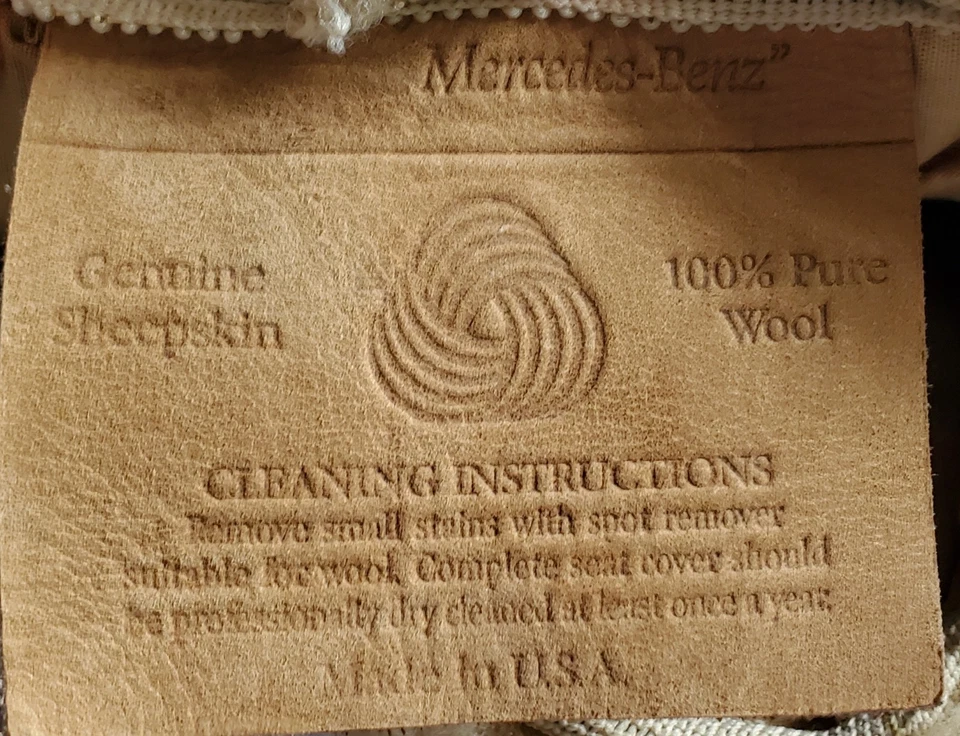 Mercedes-Benz”
Genuine
Sheepskin
100% Pure
Wool
CLEANING INSTRUCTIONS
Remove small stains with spot remover
suitable for wool. Complete seat cover should
be professionally dry cleaned at least once a year.
Made in U.S.A.